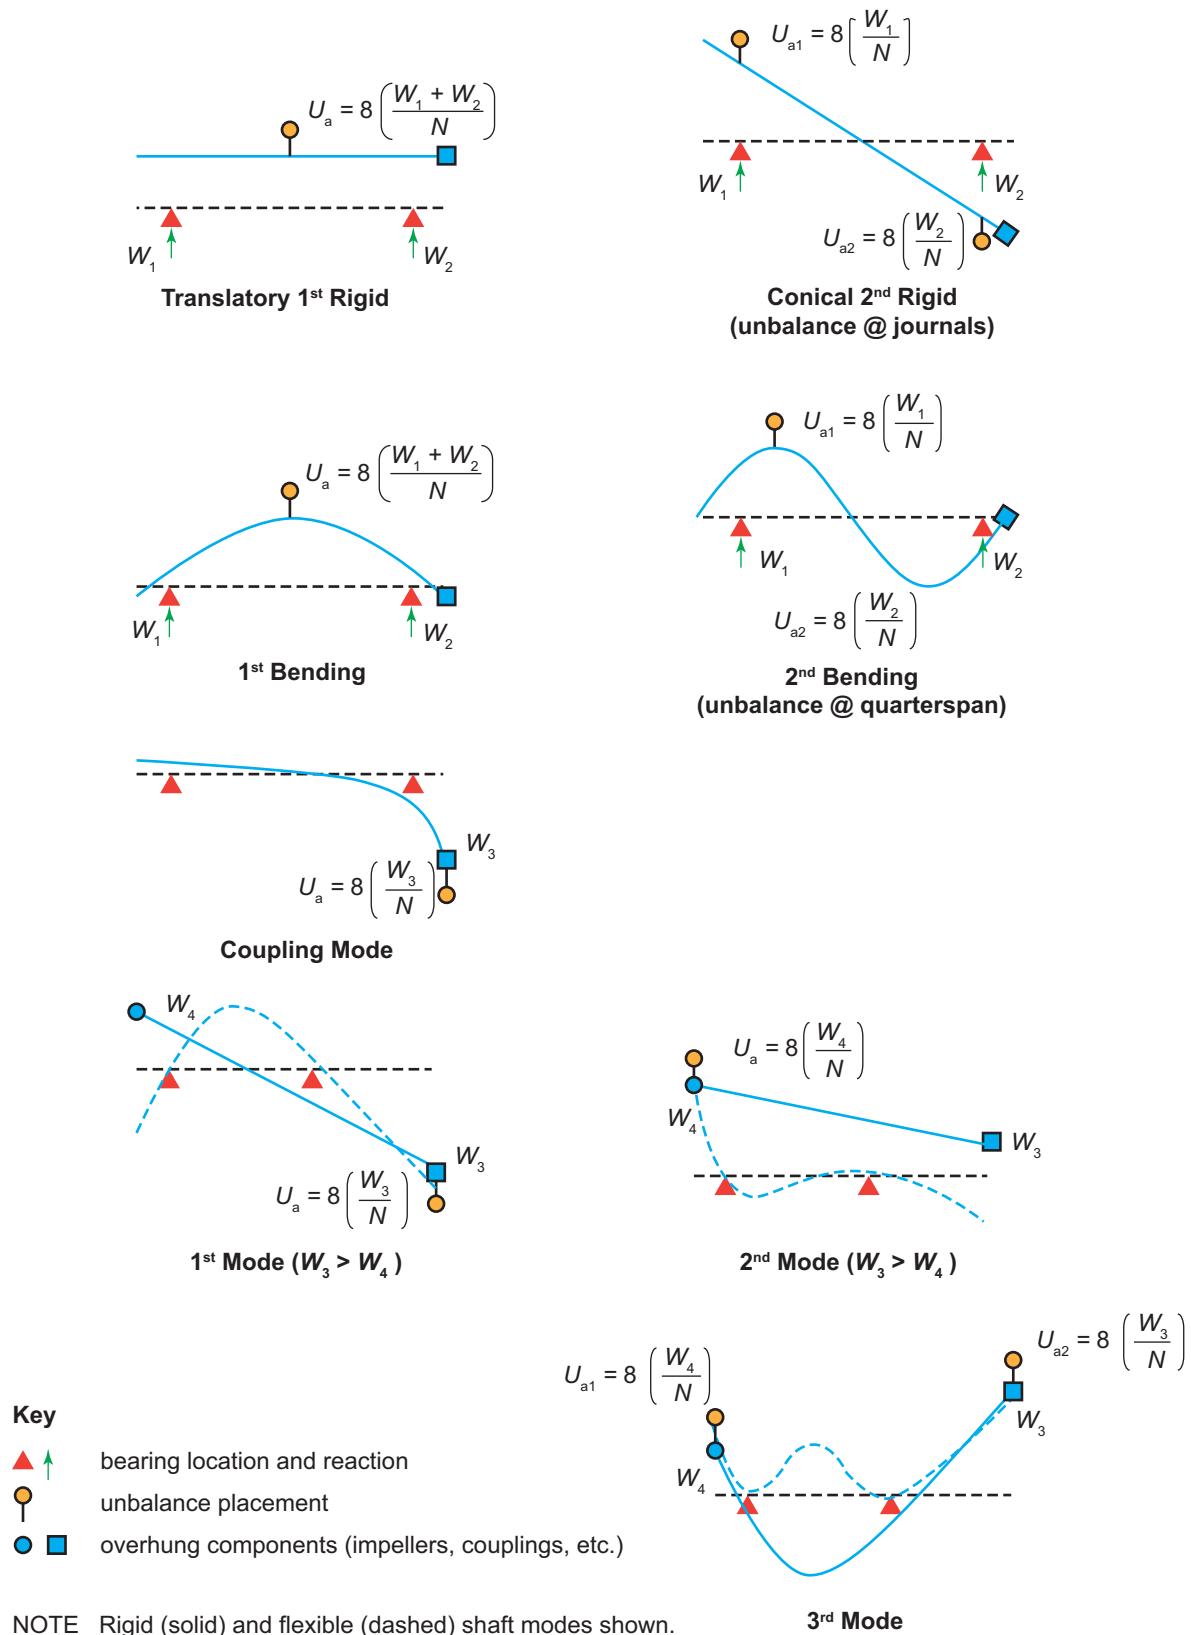 Uₐ = 8 ( (W₁ + W₂) / N )
W₁
W₂
Translatory 1ˢᵗ Rigid
Uₐ₁ = 8 ( W₁ / N )
W₁
W₂
Uₐ₂ = 8 ( W₂ / N )
Conical 2ⁿᵈ Rigid
(unbalance @ journals)
Uₐ = 8 ( (W₁ + W₂) / N )
W₁
W₂
1ˢᵗ Bending
Uₐ₁ = 8 ( W₁ / N )
W₁
W₂
Uₐ₂ = 8 ( W₂ / N )
2ⁿᵈ Bending
(unbalance @ quarterspan)
W₃
Uₐ = 8 ( W₃ / N )
Coupling Mode
W₄
W₃
Uₐ = 8 ( W₃ / N )
1ˢᵗ Mode (W₃ > W₄ )
Uₐ = 8 ( W₄ / N )
W₄
W₃
2ⁿᵈ Mode (W₃ > W₄ )
Uₐ₁ = 8 ( W₄ / N )
Uₐ₂ = 8 ( W₃ / N )
W₃
W₄
3ʳᵈ Mode
Key
bearing location and reaction
unbalance placement
overhung components (impellers, couplings, etc.)
NOTE Rigid (solid) and flexible (dashed) shaft modes shown.